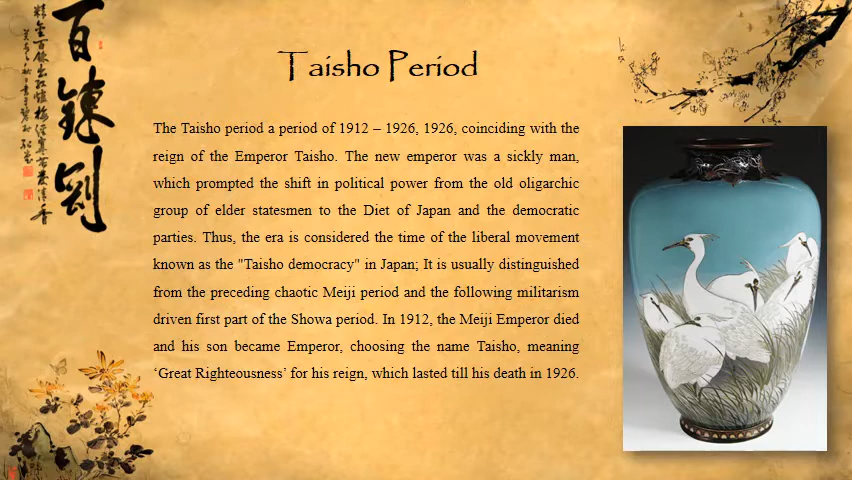 Taisho Period
The Taisho period a period of 1912 – 1926, 1926, coinciding with the
reign of the Emperor Taisho. The new emperor was a sickly man,
which prompted the shift in political power from the old oligarchic
group of elder statesmen to the Diet of Japan and the democratic
parties. Thus, the era is considered the time of the liberal movement
known as the "Taisho democracy" in Japan; It is usually distinguished
from the preceding chaotic Meiji period and the following militarism
driven first part of the Showa period. In 1912, the Meiji Emperor died
and his son became Emperor, choosing the name Taisho, meaning
‘Great Righteousness’ for his reign, which lasted till his death in 1926.
百鍊